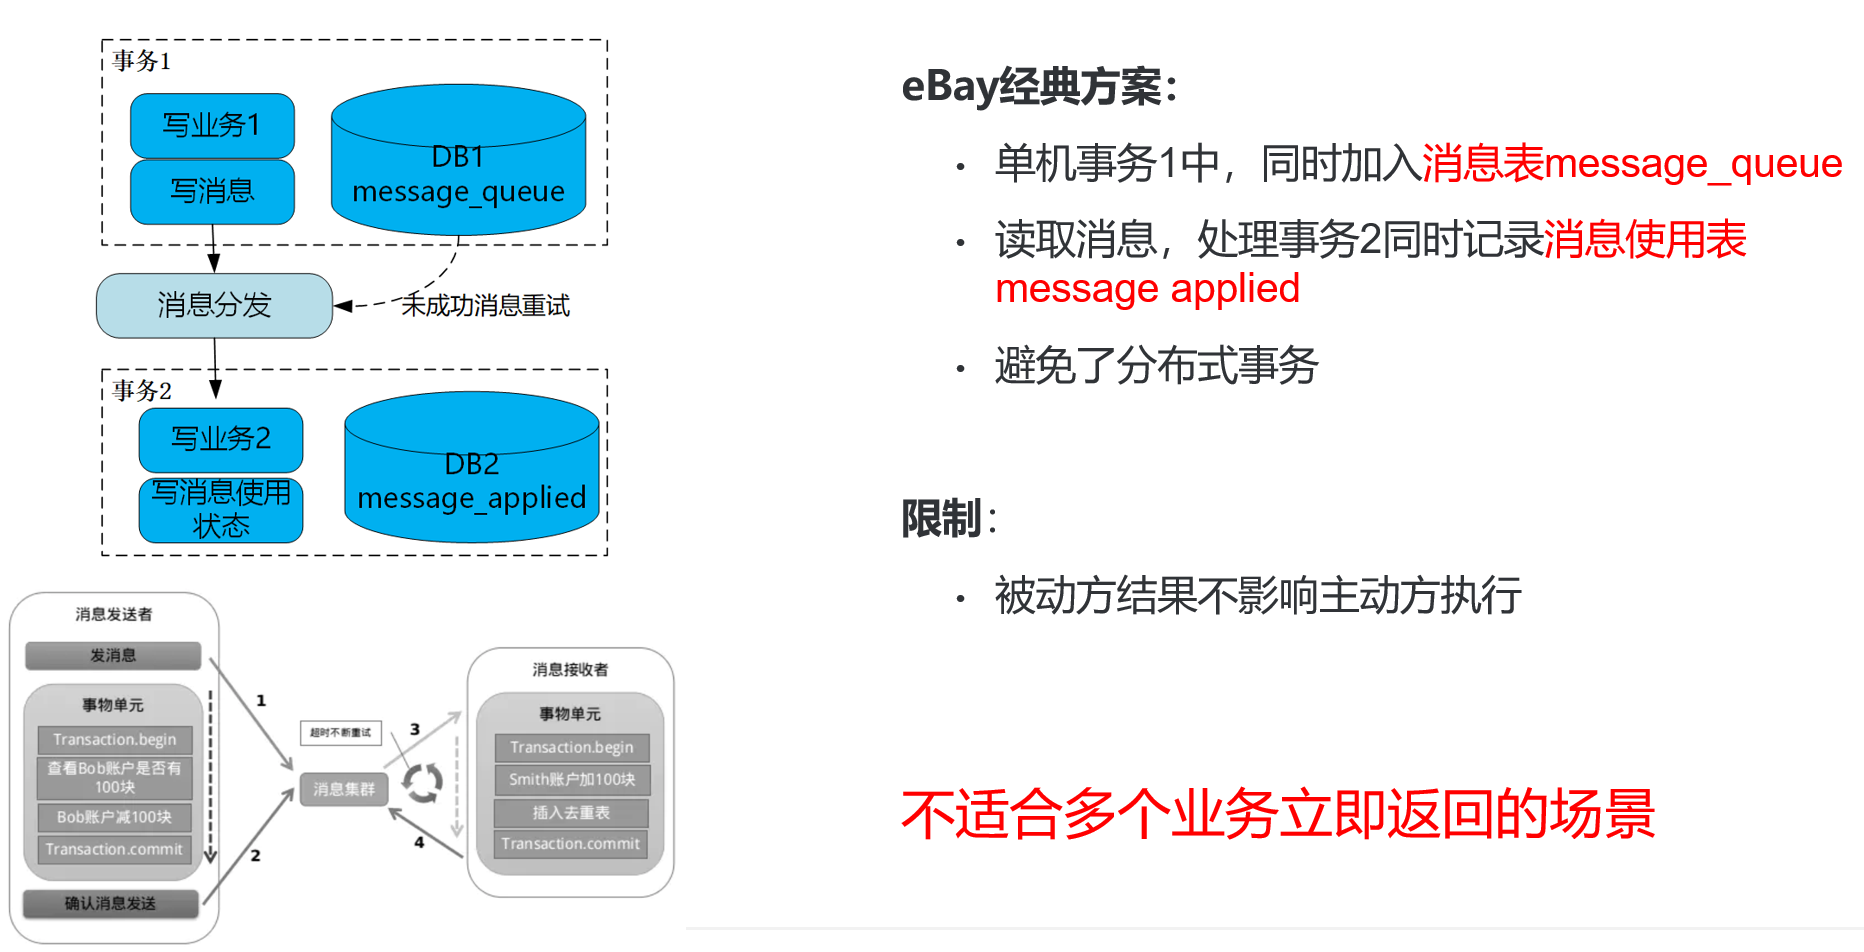 事务1
写业务1
写消息
DB1
message_queue
消息分发
未成功消息重试
事务2
写业务2
写消息使用
状态
DB2
message_applied
消息发送者
发消息
事物单元
Transaction.begin
查看Bob账户是否有
100块
Bob账户减100块
Transaction.commit
确认消息发送
1
2
超时不断重试
消息集群
3
4
消息接收者
事物单元
Transaction.begin
Smith账户加100块
插入去重表
Transaction.commit
eBay经典方案：
• 单机事务1中，同时加入消息表message_queue
• 读取消息，处理事务2同时记录消息使用表
message applied
• 避免了分布式事务
限制：
• 被动方结果不影响主动方执行
不适合多个业务立即返回的场景